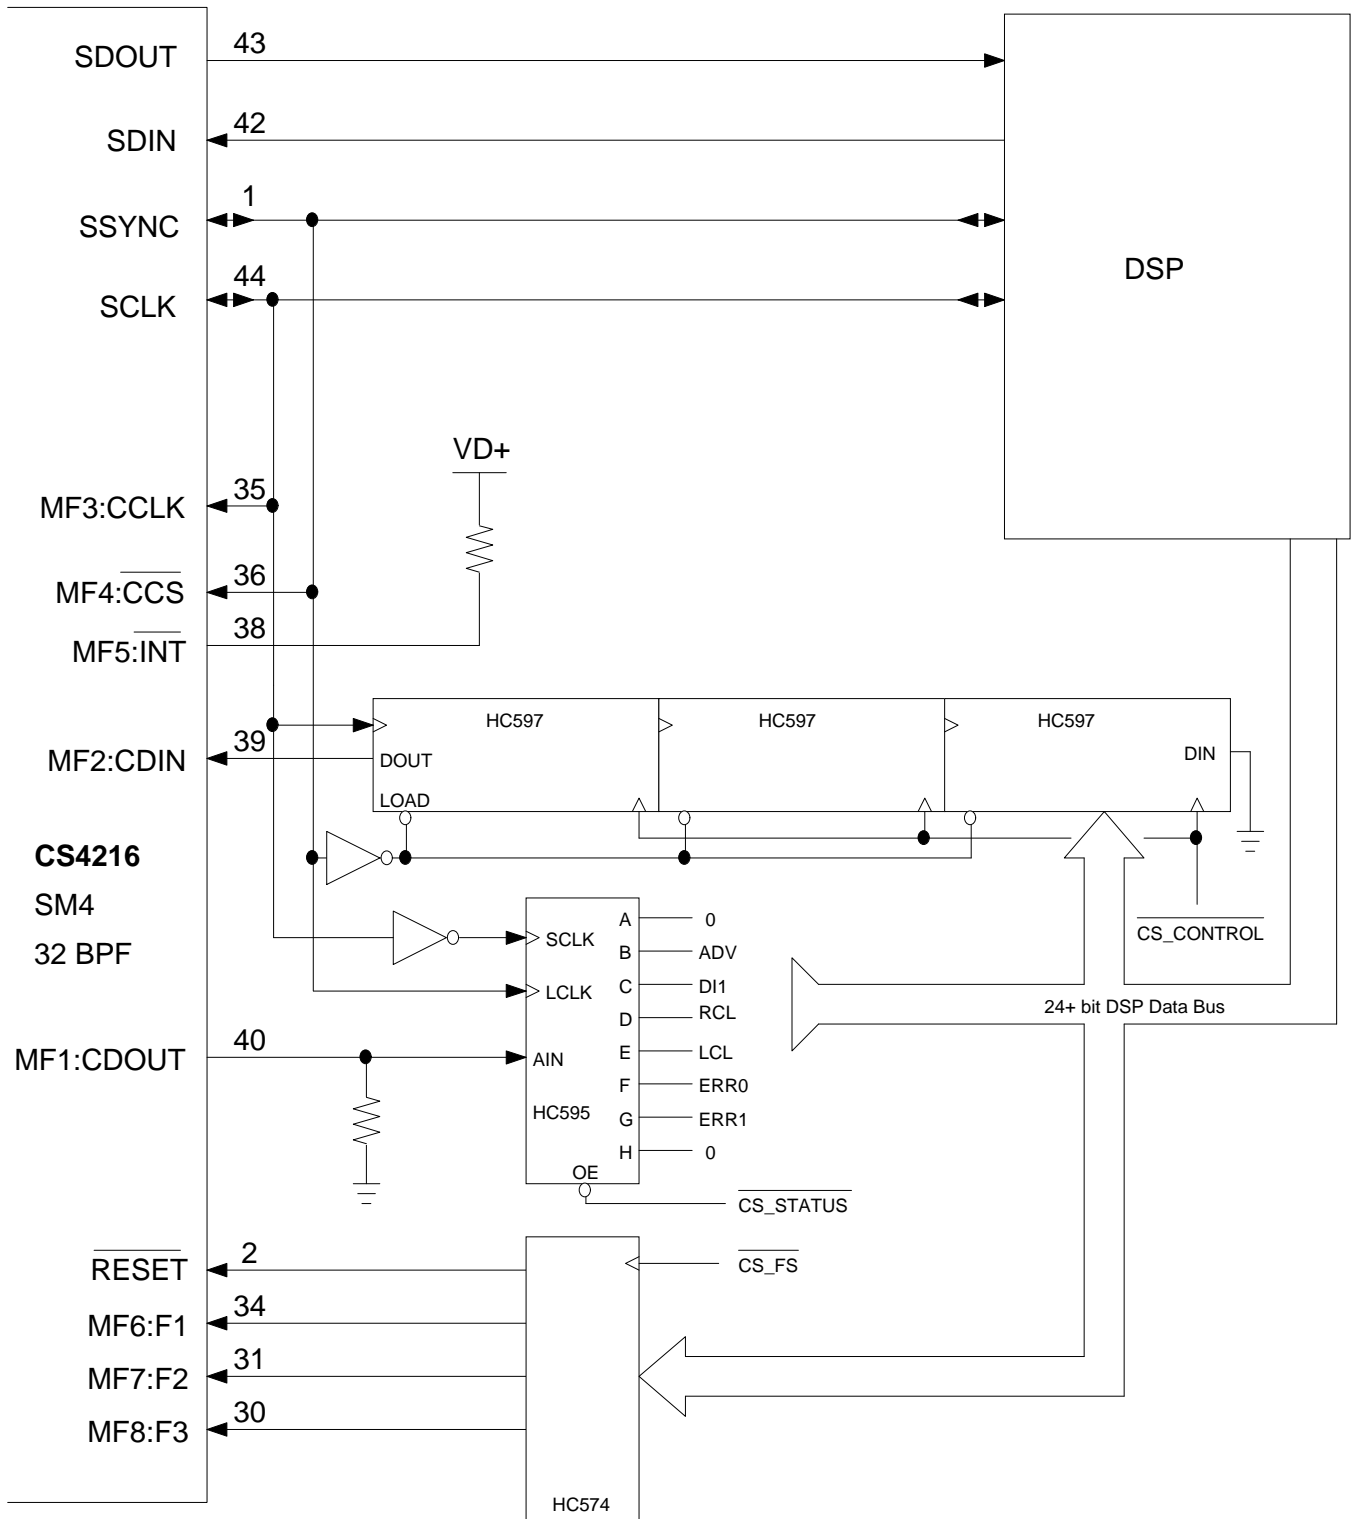 SDOUT 43
SDIN 42
SSYNC 1
SCLK 44
DSP
VD+
MF3:CCLK 35
MF4:CCS 36
MF5:INT 38
HC597 HC597 HC597
MF2:CDIN 39
DOUT
DIN
LOAD
CS4216
SM4
32 BPF
CS_CONTROL
SCLK
LCLK
AIN
HC595
OE
A 0
B ADV
C DI1
D RCL
E LCL
F ERR0
G ERR1
H 0
24+ bit DSP Data Bus
MF1:CDOUT 40
CS_STATUS
RESET 2
CS_FS
MF6:F1 34
MF7:F2 31
MF8:F3 30
HC574